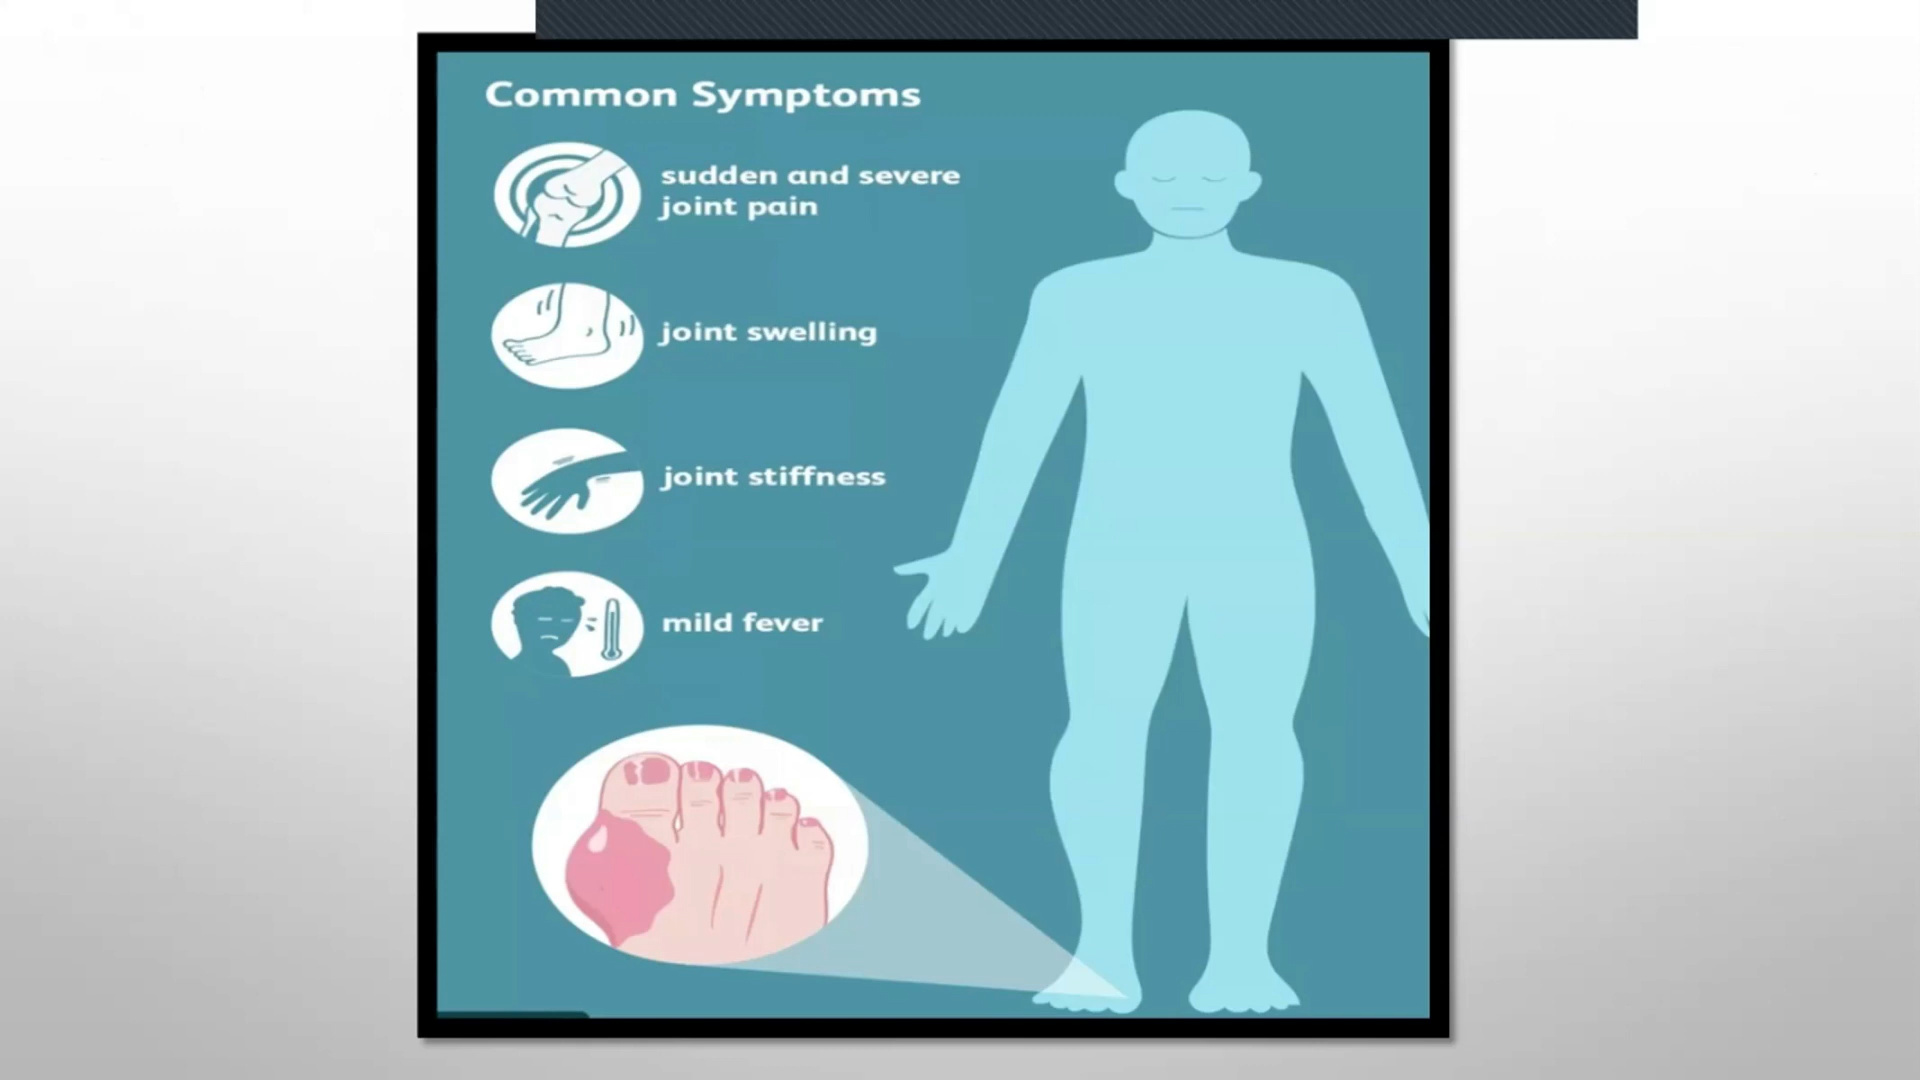 Common Symptoms
sudden and severe
joint pain
joint swelling
joint stiffness
mild fever